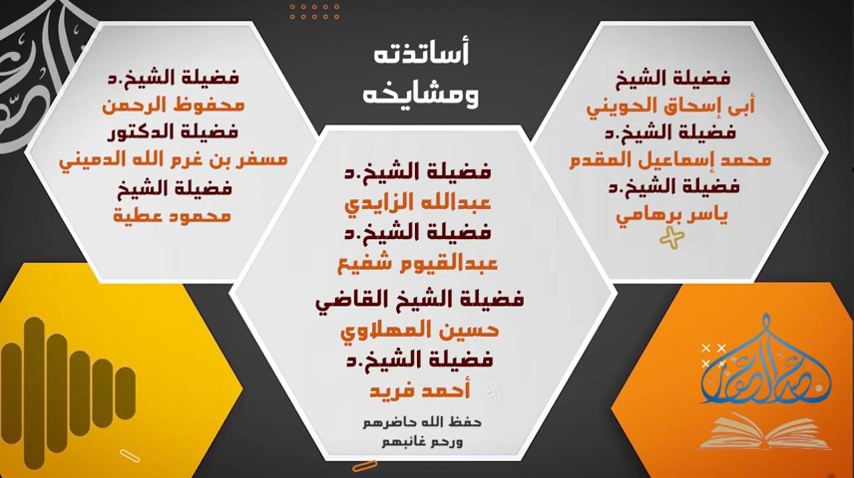 أساتذته
ومشايخه
فضيلة الشيخ
أبى إسحاق الحويني
فضيلة الشيخ.د
محمد إسماعيل المقدم
فضيلة الشيخ.د
ياسر برهامي
فضيلة الشيخ.د
عبدالله الزايدي
فضيلة الشيخ.د
عبدالقيوم شفيع
فضيلة الشيخ القاضي
حسين المهلاوي
فضيلة الشيخ.د
أحمد فريد
حفظ الله حاضرهم
ورحم غائبهم
فضيلة الشيخ.د
محفوظ الرحمن
فضيلة الدكتور
مسفر بن غرم الله الدميني
فضيلة الشيخ
محمود عطية